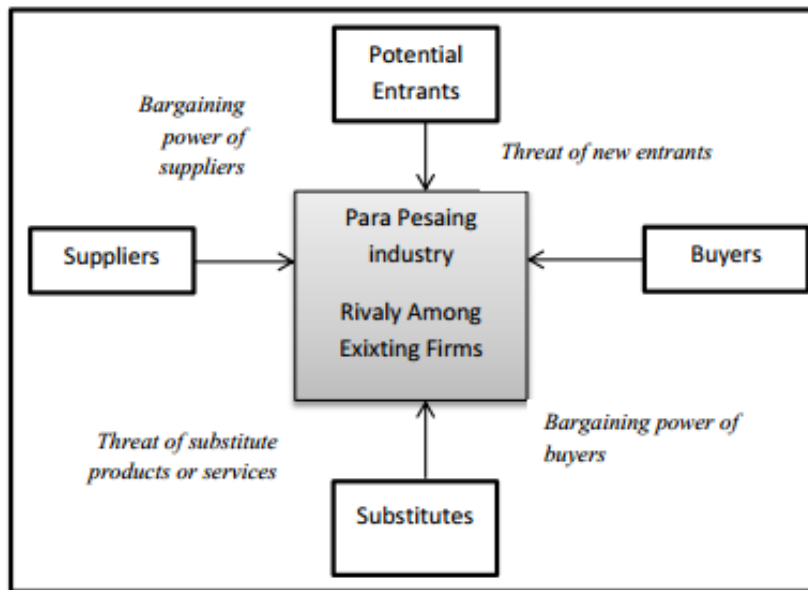 Potential
Entrants
Bargaining
power of
suppliers
Threat of new entrants
Suppliers
Para Pesaing
industry
Rivaly Among
Exixting Firms
Buyers
Threat of substitute
products or services
Bargaining power of
buyers
Substitutes